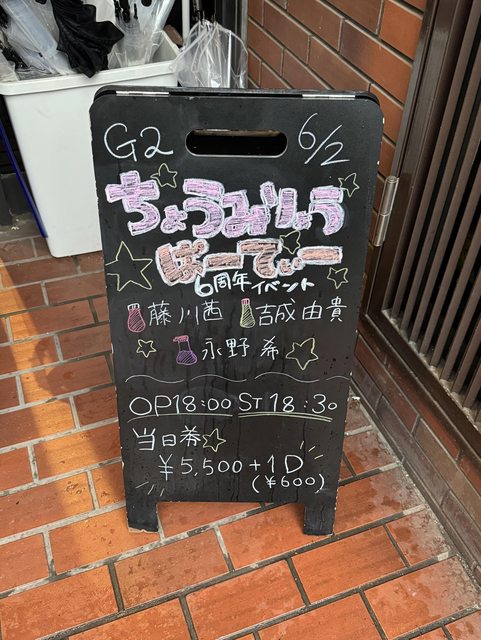 G2 6/2
ちょうみりょう
ぱーてぃー
6周年イベント
藤川茜 吉成由貴
永野希
OP18:00 ST18:30
当日券
¥5,500+1D
(¥600)